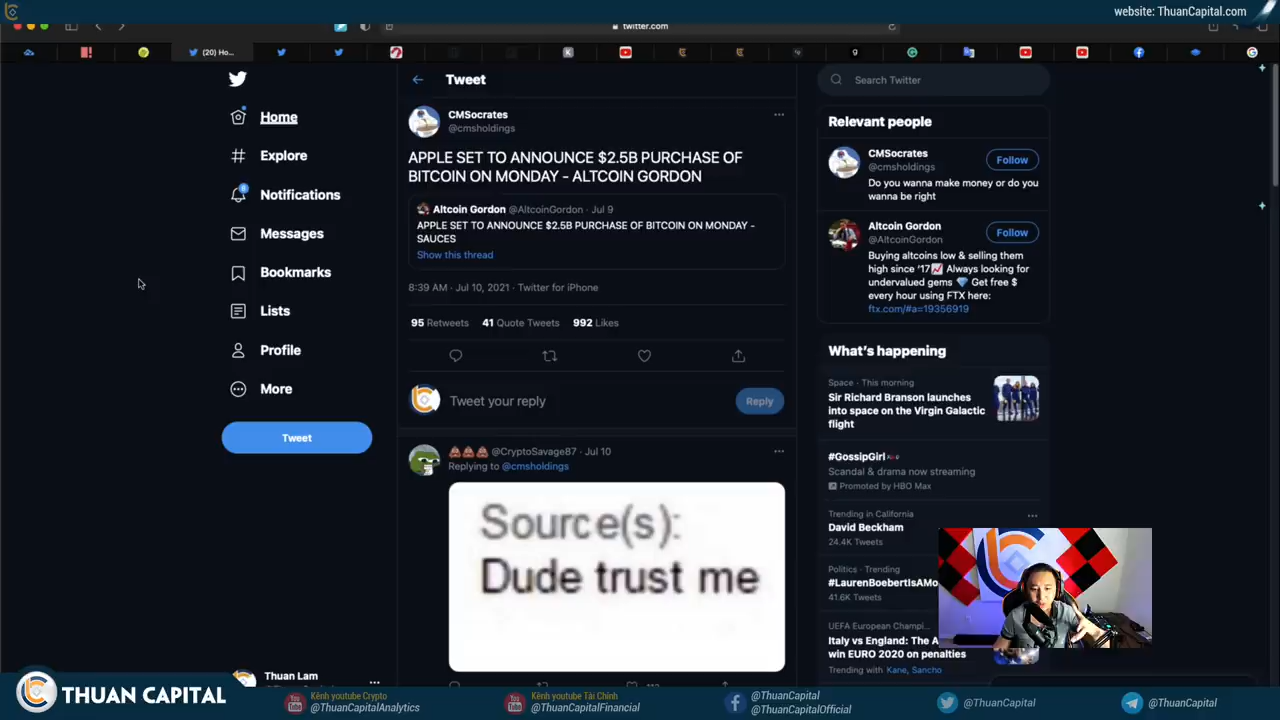 website: ThuanCapital.com
twitter.com
(20) Ho...
Home
Explore
Notifications
Messages
Bookmarks
Lists
Profile
More
Tweet
Thuan Lam
Tweet
CMSocrates
@cmsholdings
APPLE SET TO ANNOUNCE $2.5B PURCHASE OF
BITCOIN ON MONDAY - ALTCOIN GORDON
Altcoin Gordon @AltcoinGordon · Jul 9
APPLE SET TO ANNOUNCE $2.5B PURCHASE OF BITCOIN ON MONDAY -
SAUCES
Show this thread
8:39 AM · Jul 10, 2021 · Twitter for iPhone
95 Retweets 41 Quote Tweets 992 Likes
Tweet your reply
Reply
💩💩💩 @CryptoSavage87 · Jul 10
Replying to @cmsholdings
Source(s):
Dude trust me
Search Twitter
Relevant people
CMSocrates
@cmsholdings
Follow
Do you wanna make money or do you
wanna be right
Altcoin Gordon
@AltcoinGordon
Follow
Buying altcoins low & selling them
high since '17📈 Always looking for
undervalued gems 💎 Get free $
every hour using FTX here:
ftx.com/#a=19356919
What's happening
Space · This morning
Sir Richard Branson launches
into space on the Virgin Galactic
flight
#GossipGirl
Scandal & drama now streaming
Promoted by HBO Max
Trending in California
David Beckham
24.4K Tweets
Politics · Trending
#LaurenBoebertIsAMo
41.6K Tweets
UEFA European Champi...
Italy vs England: The A
win EURO 2020 on penalties
Trending with Kane, Sancho
THUAN CAPITAL
Kênh youtube Crypto
@ThuanCapitalAnalytics
Kênh youtube Tài Chính
@ThuanCapitalFinancial
@ThuanCapital
@ThuanCapitalOfficial
@ThuanCapital
@ThuanCapital